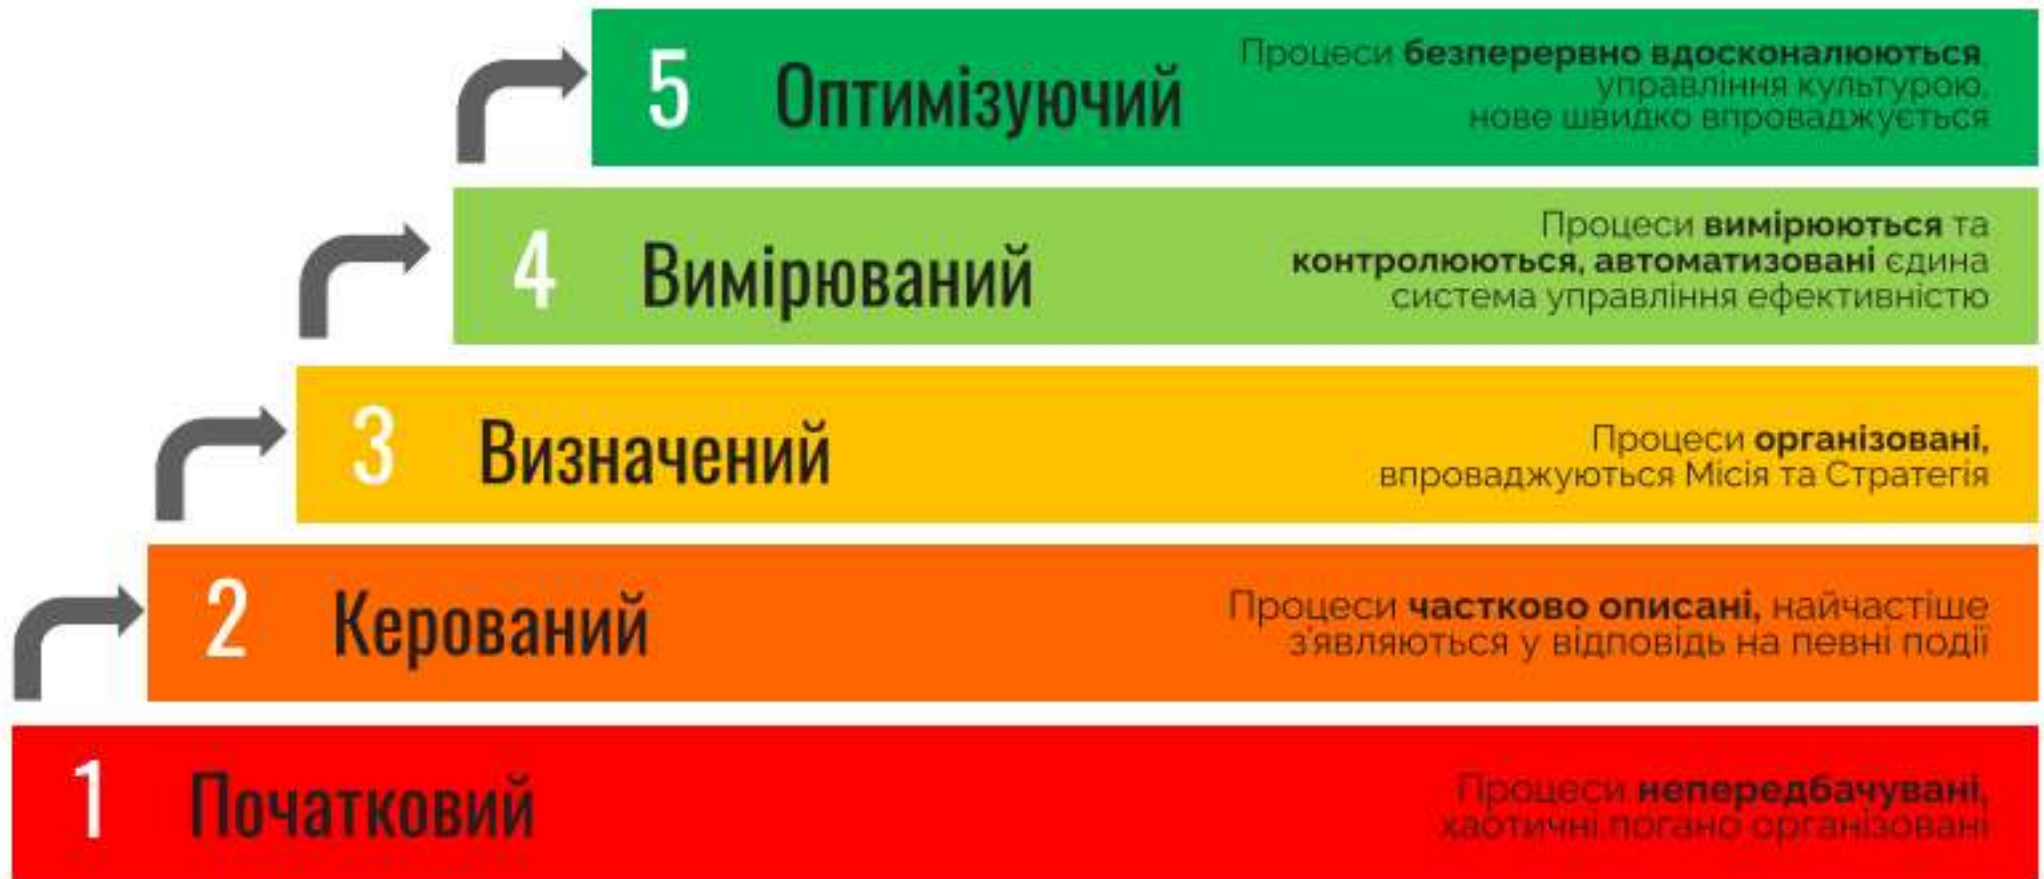 5
Оптимізуючий
Процеси безперервно вдосконалюються,
управління культурою,
нове швидко впроваджується
4
Вимірюваний
Процеси вимірюються та
контролюються, автоматизовані єдина
система управління ефективністю
3
Визначений
Процеси організовані,
впроваджуються Місія та Стратегія
2
Керований
Процеси частково описані, найчастіше
з'являються у відповідь на певні події
1
Початковий
Процеси непередбачувані,
хаотичні погано організовані